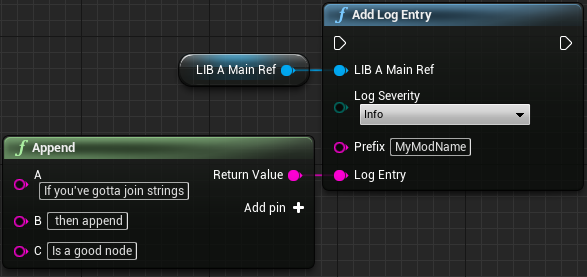 f Add Log Entry
LIB A Main Ref
LIB A Main Ref
Log Severity
Info
Prefix MyModName
Log Entry
f Append
A
If you've gotta join strings
Return Value
B then append
Add pin +
C Is a good node